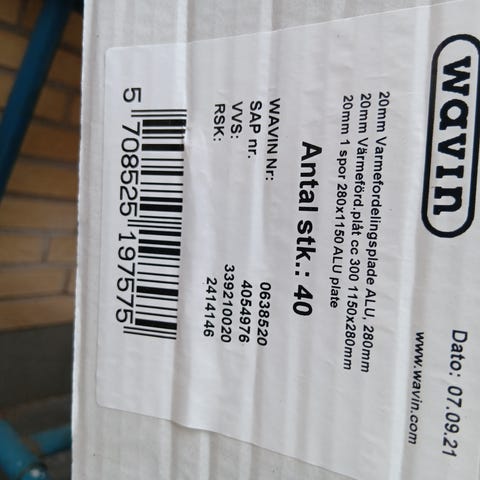 wavin
Dato: 07.09.21
www.wavin.com
20mm Varmefordelingsplade ALU, 280mm
20mm Värmeförd.plåt cc 300 1150x280mm
20mm 1 spor 280x1150 ALU plate
Antal stk.: 40
WAVIN Nr: 0638520
SAP nr. 4054976
VVS: 339210020
RSK: 2414146
5 708525 197575